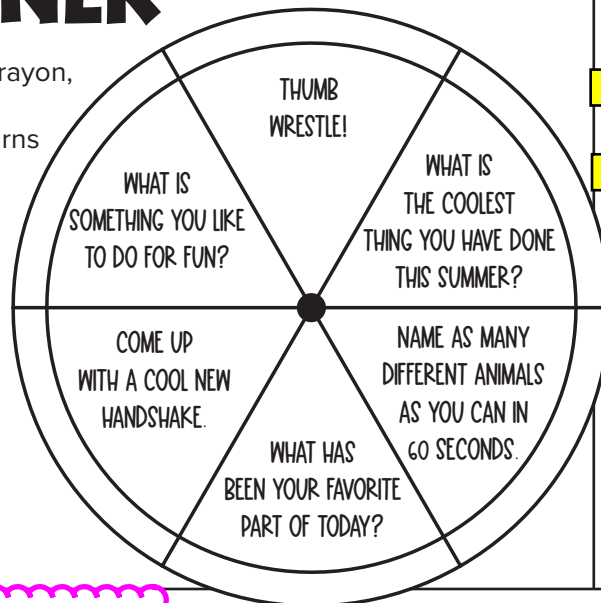 rayon,
rns
THUMB
WRESTLE!
WHAT IS
SOMETHING YOU LIKE
TO DO FOR FUN?
WHAT IS
THE COOLEST
THING YOU HAVE DONE
THIS SUMMER?
COME UP
WITH A COOL NEW
HANDSHAKE.
NAME AS MANY
DIFFERENT ANIMALS
AS YOU CAN IN
60 SECONDS.
WHAT HAS
BEEN YOUR FAVORITE
PART OF TODAY?